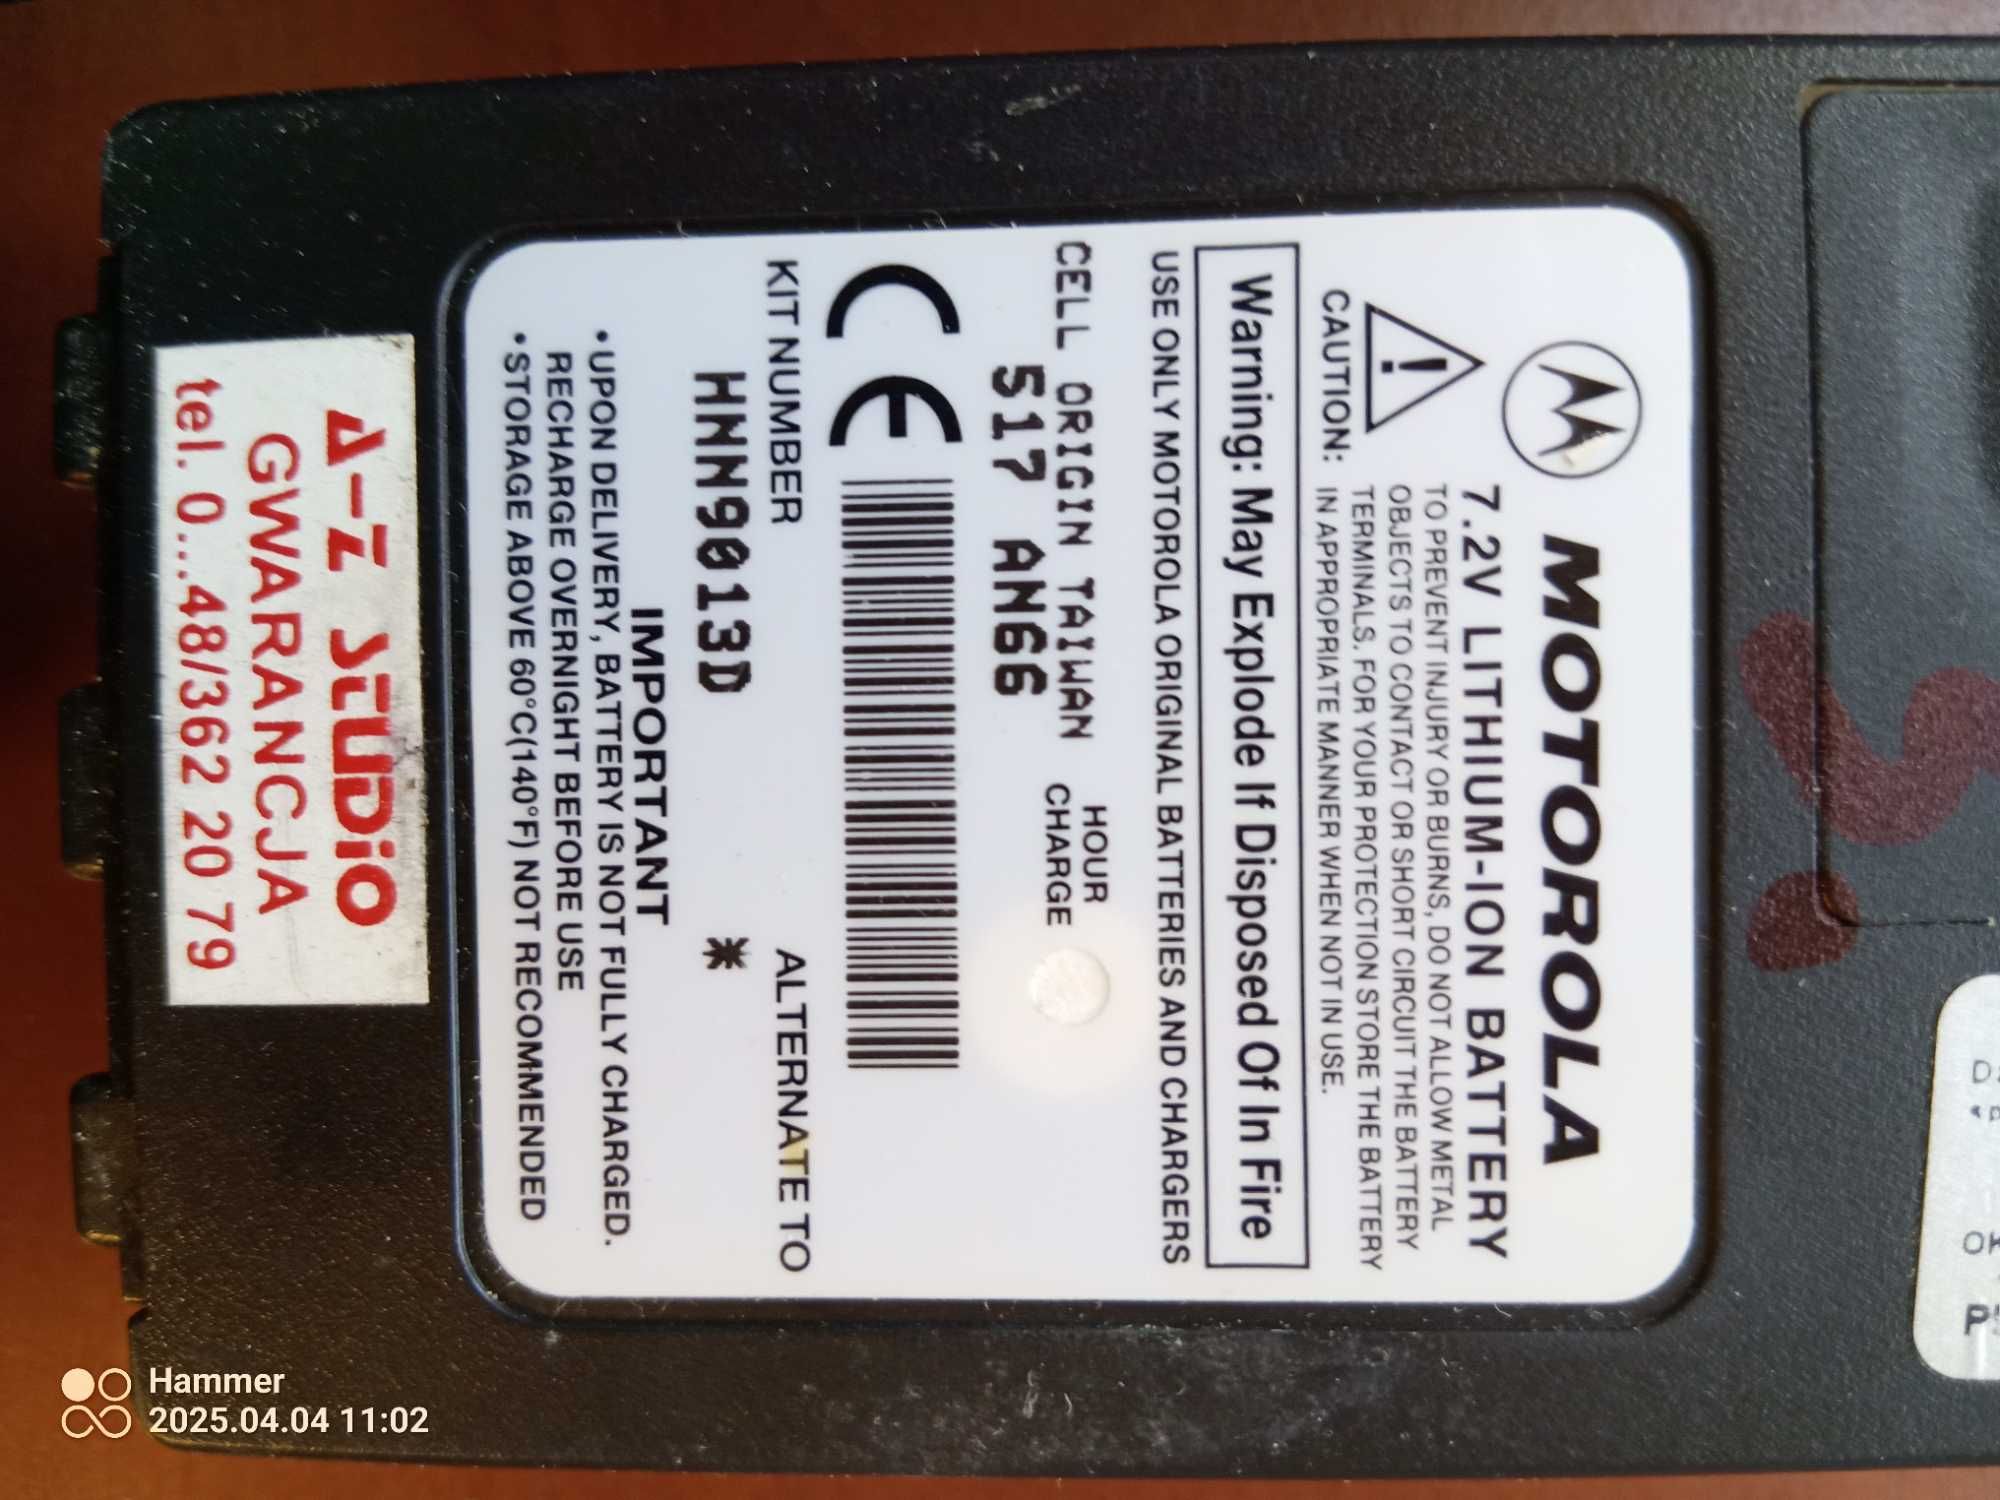 MOTOROLA
7.2V LITHIUM-ION BATTERY
CAUTION:
TO PREVENT INJURY OR BURNS, DO NOT ALLOW METAL
OBJECTS TO CONTACT OR SHORT CIRCUIT THE BATTERY
TERMINALS. FOR YOUR PROTECTION STORE THE BATTERY
IN APPROPRIATE MANNER WHEN NOT IN USE.
Warning: May Explode If Disposed Of In Fire
USE ONLY MOTOROLA ORIGINAL BATTERIES AND CHARGERS
CELL ORIGIN TAIWAN
517 AN66
HOUR
CHARGE
CE
KIT NUMBER
HNN9013D
ALTERNATE TO
*
IMPORTANT
•UPON DELIVERY, BATTERY IS NOT FULLY CHARGED.
RECHARGE OVERNIGHT BEFORE USE
•STORAGE ABOVE 60°C(140°F) NOT RECOMMENDED
A-Z STUDiO
GWARANCJA
tel. 0...48/362 20 79
Hammer
2025.04.04 11:02